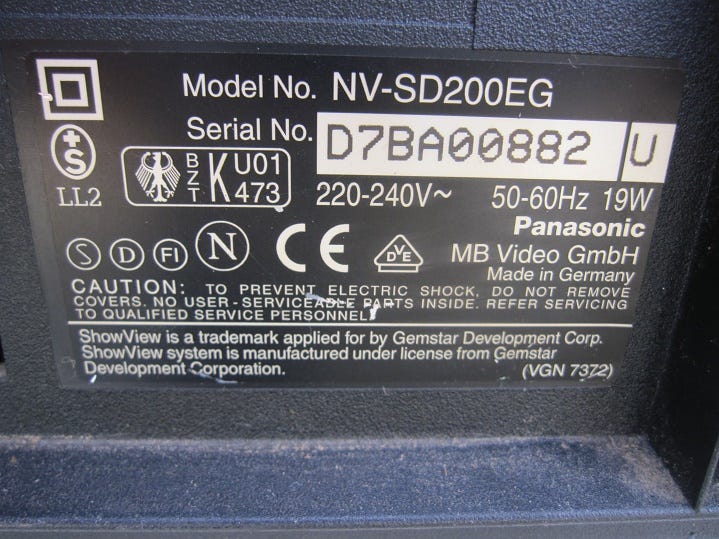 Model No. NV-SD200EG
Serial No. D7BA00882 U
LL2
BZT K U01 473
220-240V~ 50-60Hz 19W
Panasonic
S D FI N CE DVE MB Video GmbH
Made in Germany
CAUTION: TO PREVENT ELECTRIC SHOCK, DO NOT REMOVE
COVERS. NO USER-SERVICEABLE PARTS INSIDE. REFER SERVICING
TO QUALIFIED SERVICE PERSONNEL.
ShowView is a trademark applied for by Gemstar Development Corp.
ShowView system is manufactured under license from Gemstar
Development Corporation. (VGN 7372)